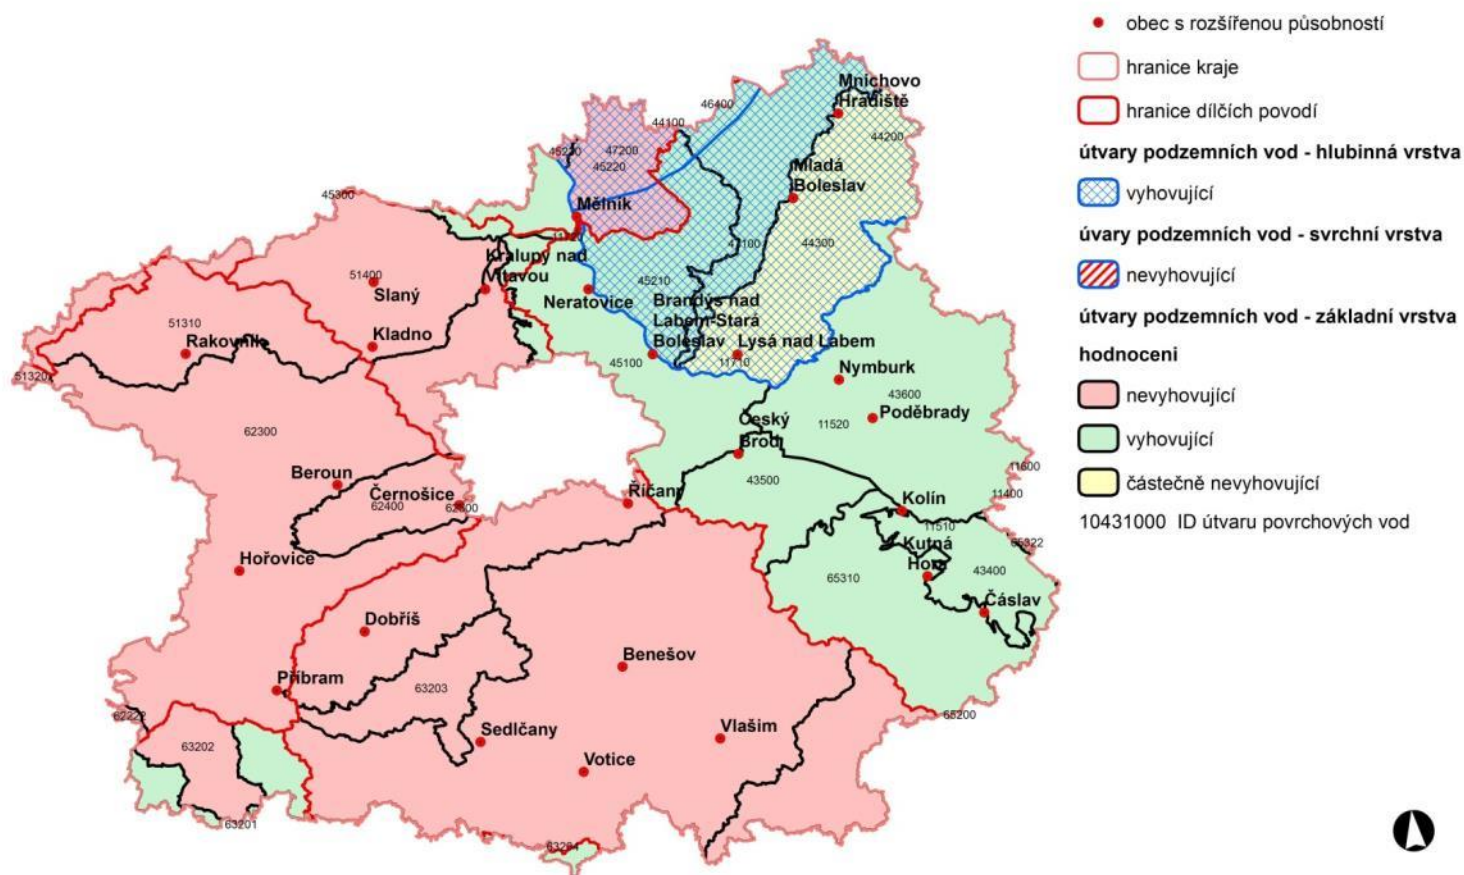 obec s rozšířenou působností
hranice kraje
hranice dílčích povodí
útvary podzemních vod - hlubinná vrstva
vyhovující
úvary podzemních vod - svrchní vrstva
nevyhovující
útvary podzemních vod - základní vrstva
hodnoceni
nevyhovující
vyhovující
částečně nevyhovující
10431000 ID útvaru povrchových vod
Mnichovo
Hradiště
46400
44100
44200
47200
45220
Mladá
Boleslav
45300
Mělník
44300
47100
Kralupy nad
Vltavou
51400
Slaný
45210
Neratovice
Brandýs nad
Labem-Stará
Boleslav
Lysá nad Labem
11710
45100
51310
Rakovník
Kladno
51320
Nymburk
43600
Poděbrady
11520
Český
Brod
62300
Beroun
Černošice
62400
Říčany
43500
11600
11400
Kolín
11510
Kutná
Hora
43400
65310
Čáslav
Hořovice
Dobříš
Benešov
Příbram
63203
Sedlčany
Vlašim
Votice
65200
62222
63202
63201
63204